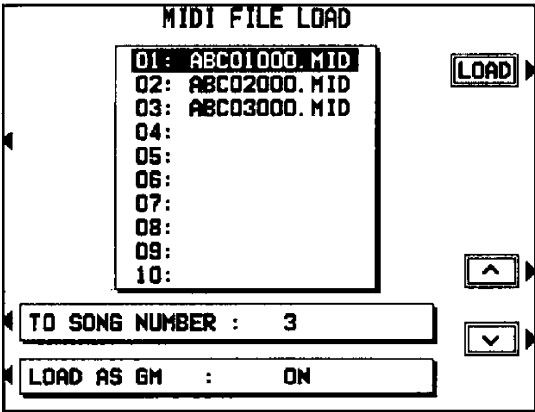 MIDI FILE LOAD
01: ABC01000.MID
LOAD
02: ABC02000.MID
03: ABC03000.MID
04:
05:
06:
07:
08:
09:
10:
TO SONG NUMBER : 3
LOAD AS GM : ON